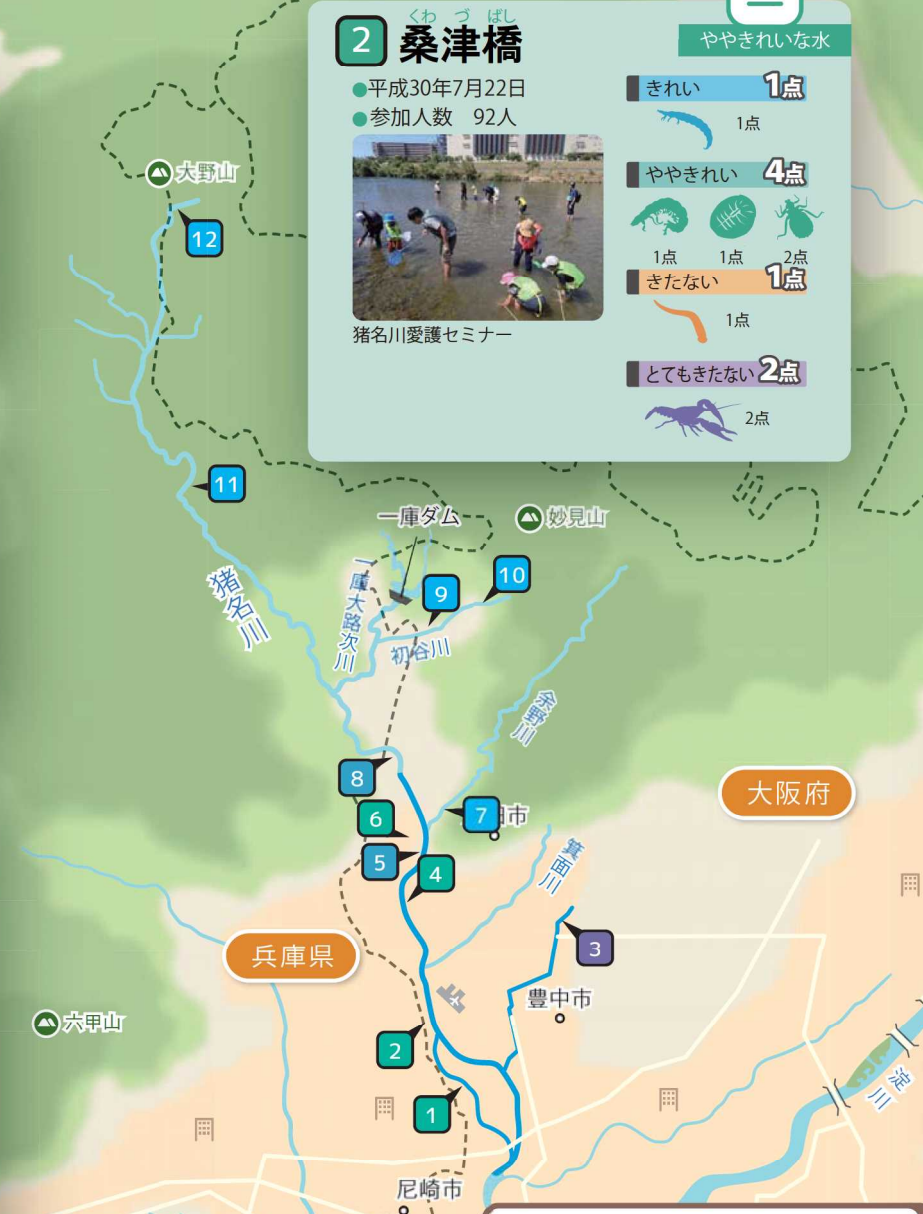 くわづばし
2 桑津橋
ややきれいな水
●平成30年7月22日
●参加人数 92人
猪名川愛護セミナー
きれい 1点
1点
ややきれい 4点
1点 1点 2点
きたない 1点
1点
とてもきたない 2点
2点
大野山
12
11
一庫ダム
妙見山
猪名川
一庫大路次川
9
10
初谷川
余野川
8
7
市
大阪府
6
5
4
箕面川
兵庫県
3
豊中市
六甲山
2
1
淀川
尼崎市